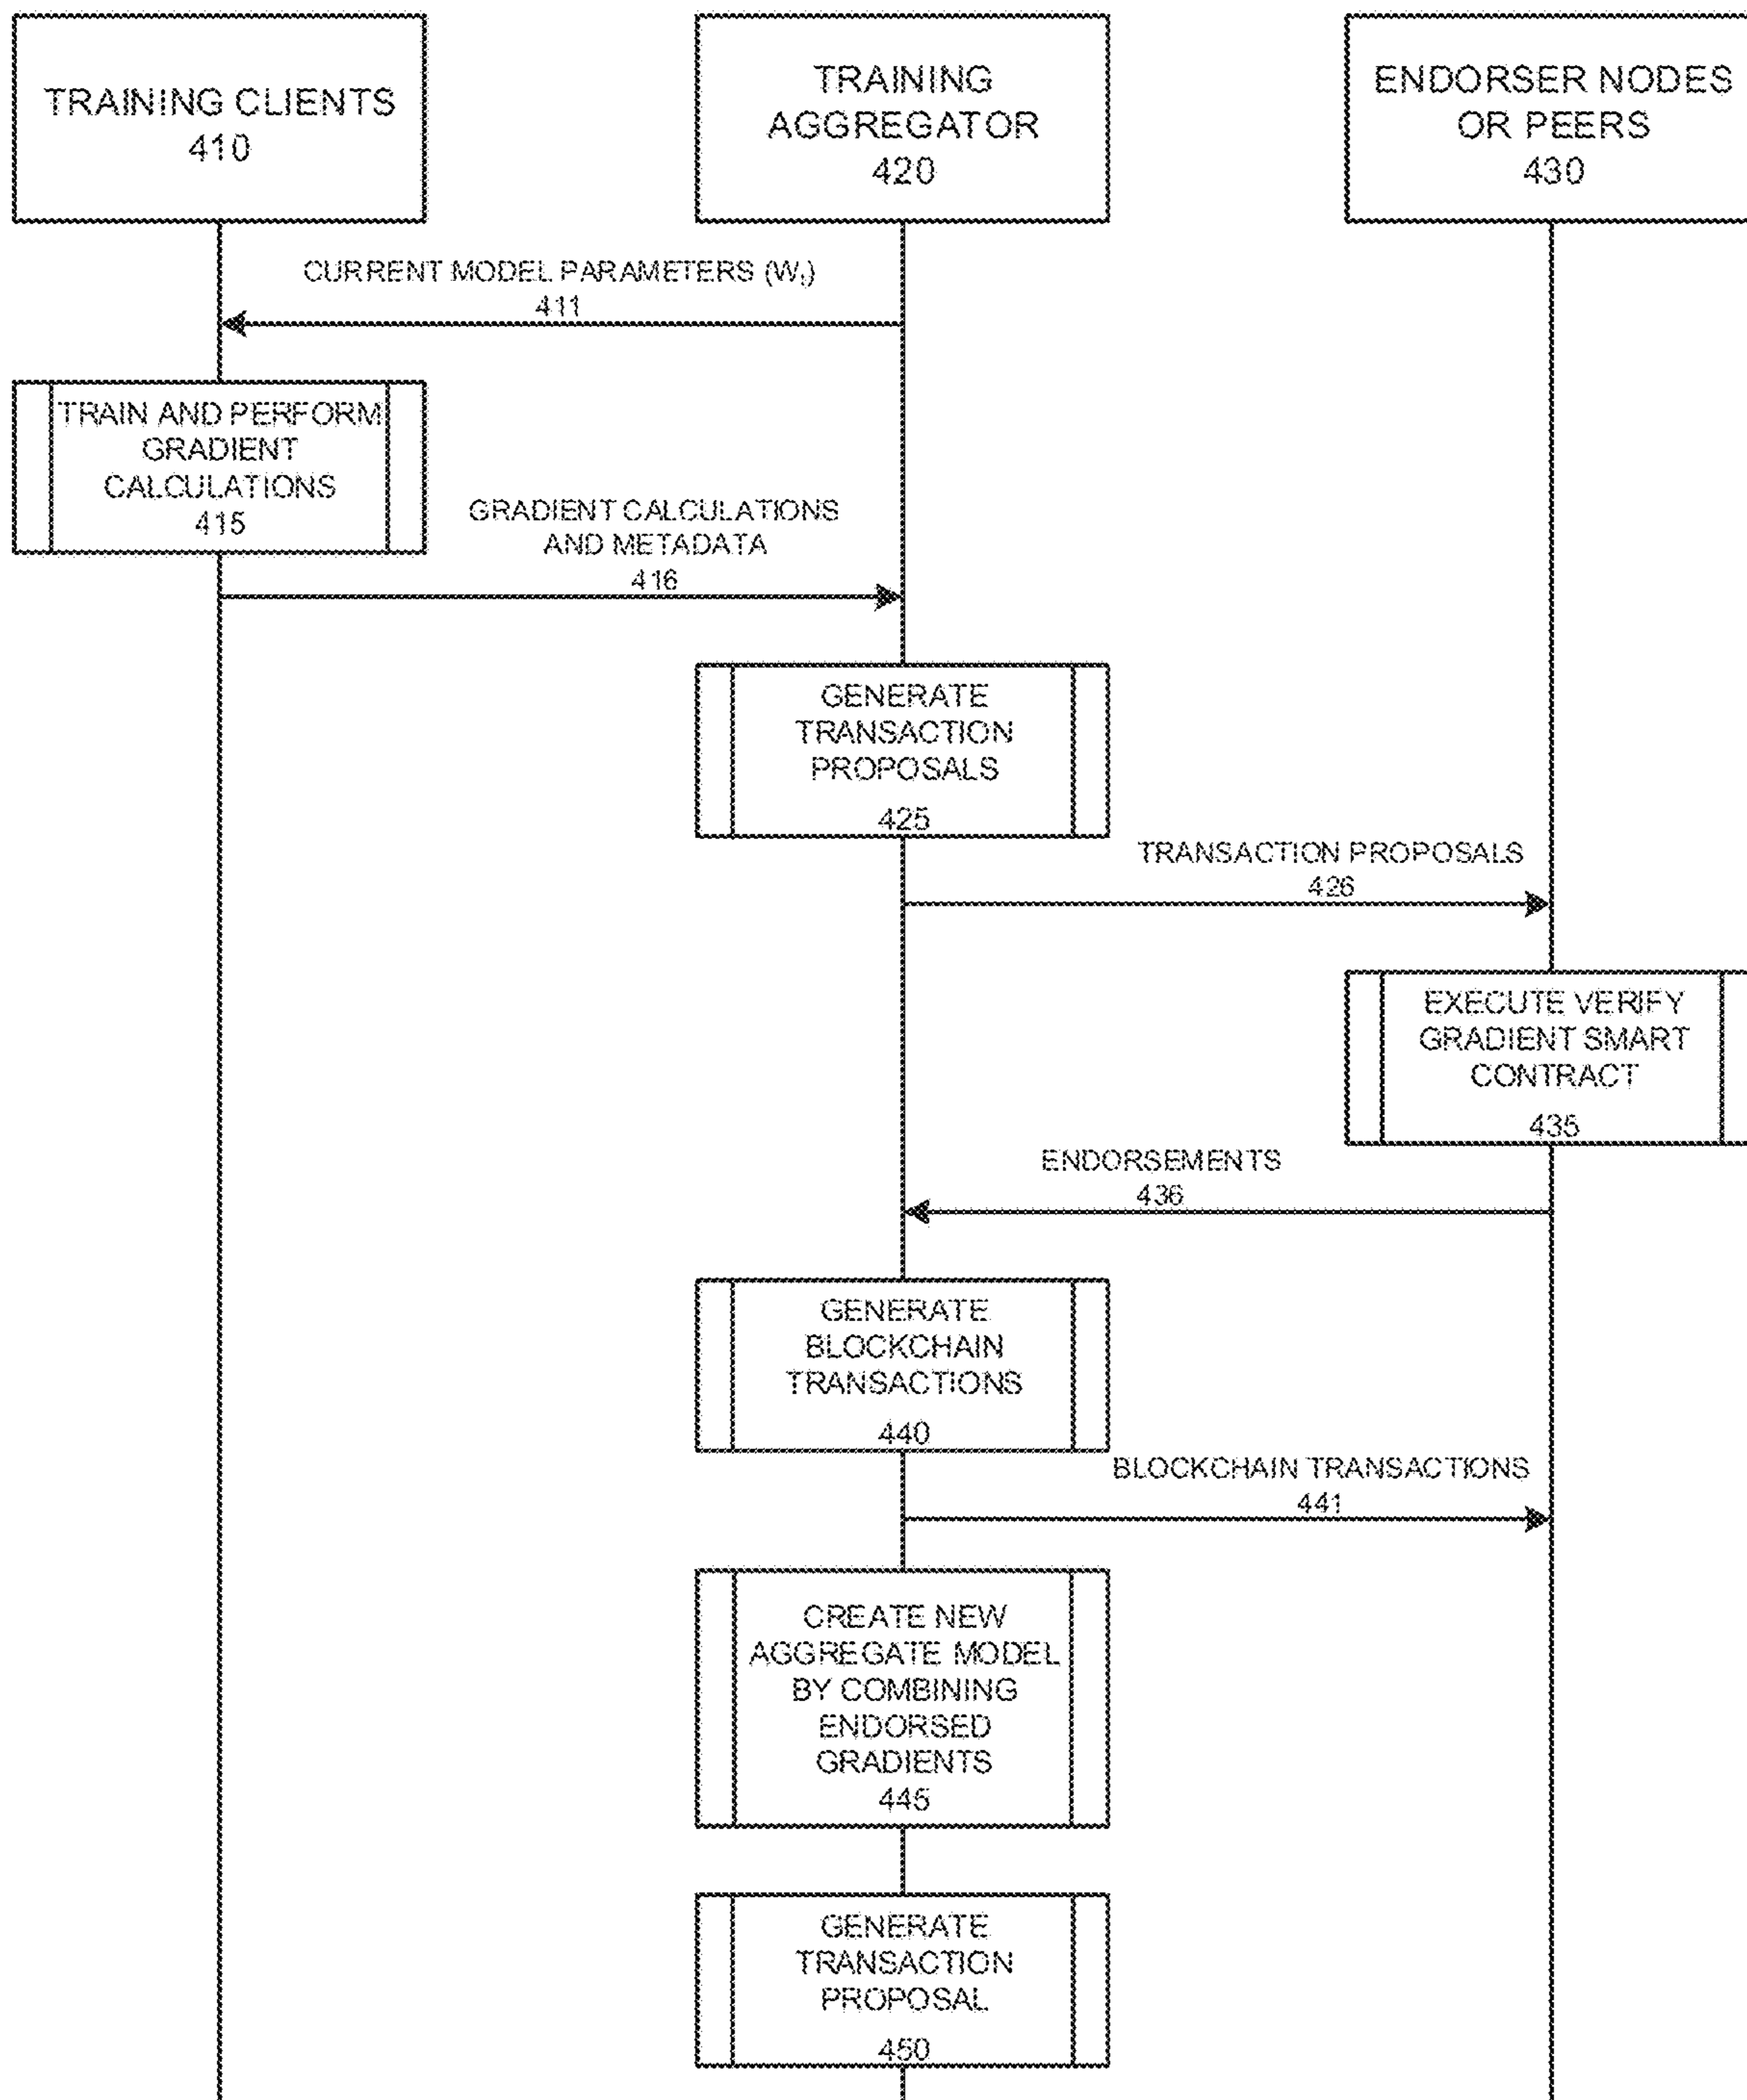 TRAINING CLIENTS
410
TRAINING
AGGREGATOR
420
ENDORSER NODES
OR PEERS
430
CURRENT MODEL PARAMETERS (Wt)
411
TRAIN AND PERFORM
GRADIENT
CALCULATIONS
415
GRADIENT CALCULATIONS
AND METADATA
416
GENERATE
TRANSACTION
PROPOSALS
425
TRANSACTION PROPOSALS
426
EXECUTE VERIFY
GRADIENT SMART
CONTRACT
435
ENDORSEMENTS
436
GENERATE
BLOCKCHAIN
TRANSACTIONS
440
BLOCKCHAIN TRANSACTIONS
441
CREATE NEW
AGGREGATE MODEL
BY COMBINING
ENDORSED
GRADIENTS
445
GENERATE
TRANSACTION
PROPOSAL
450